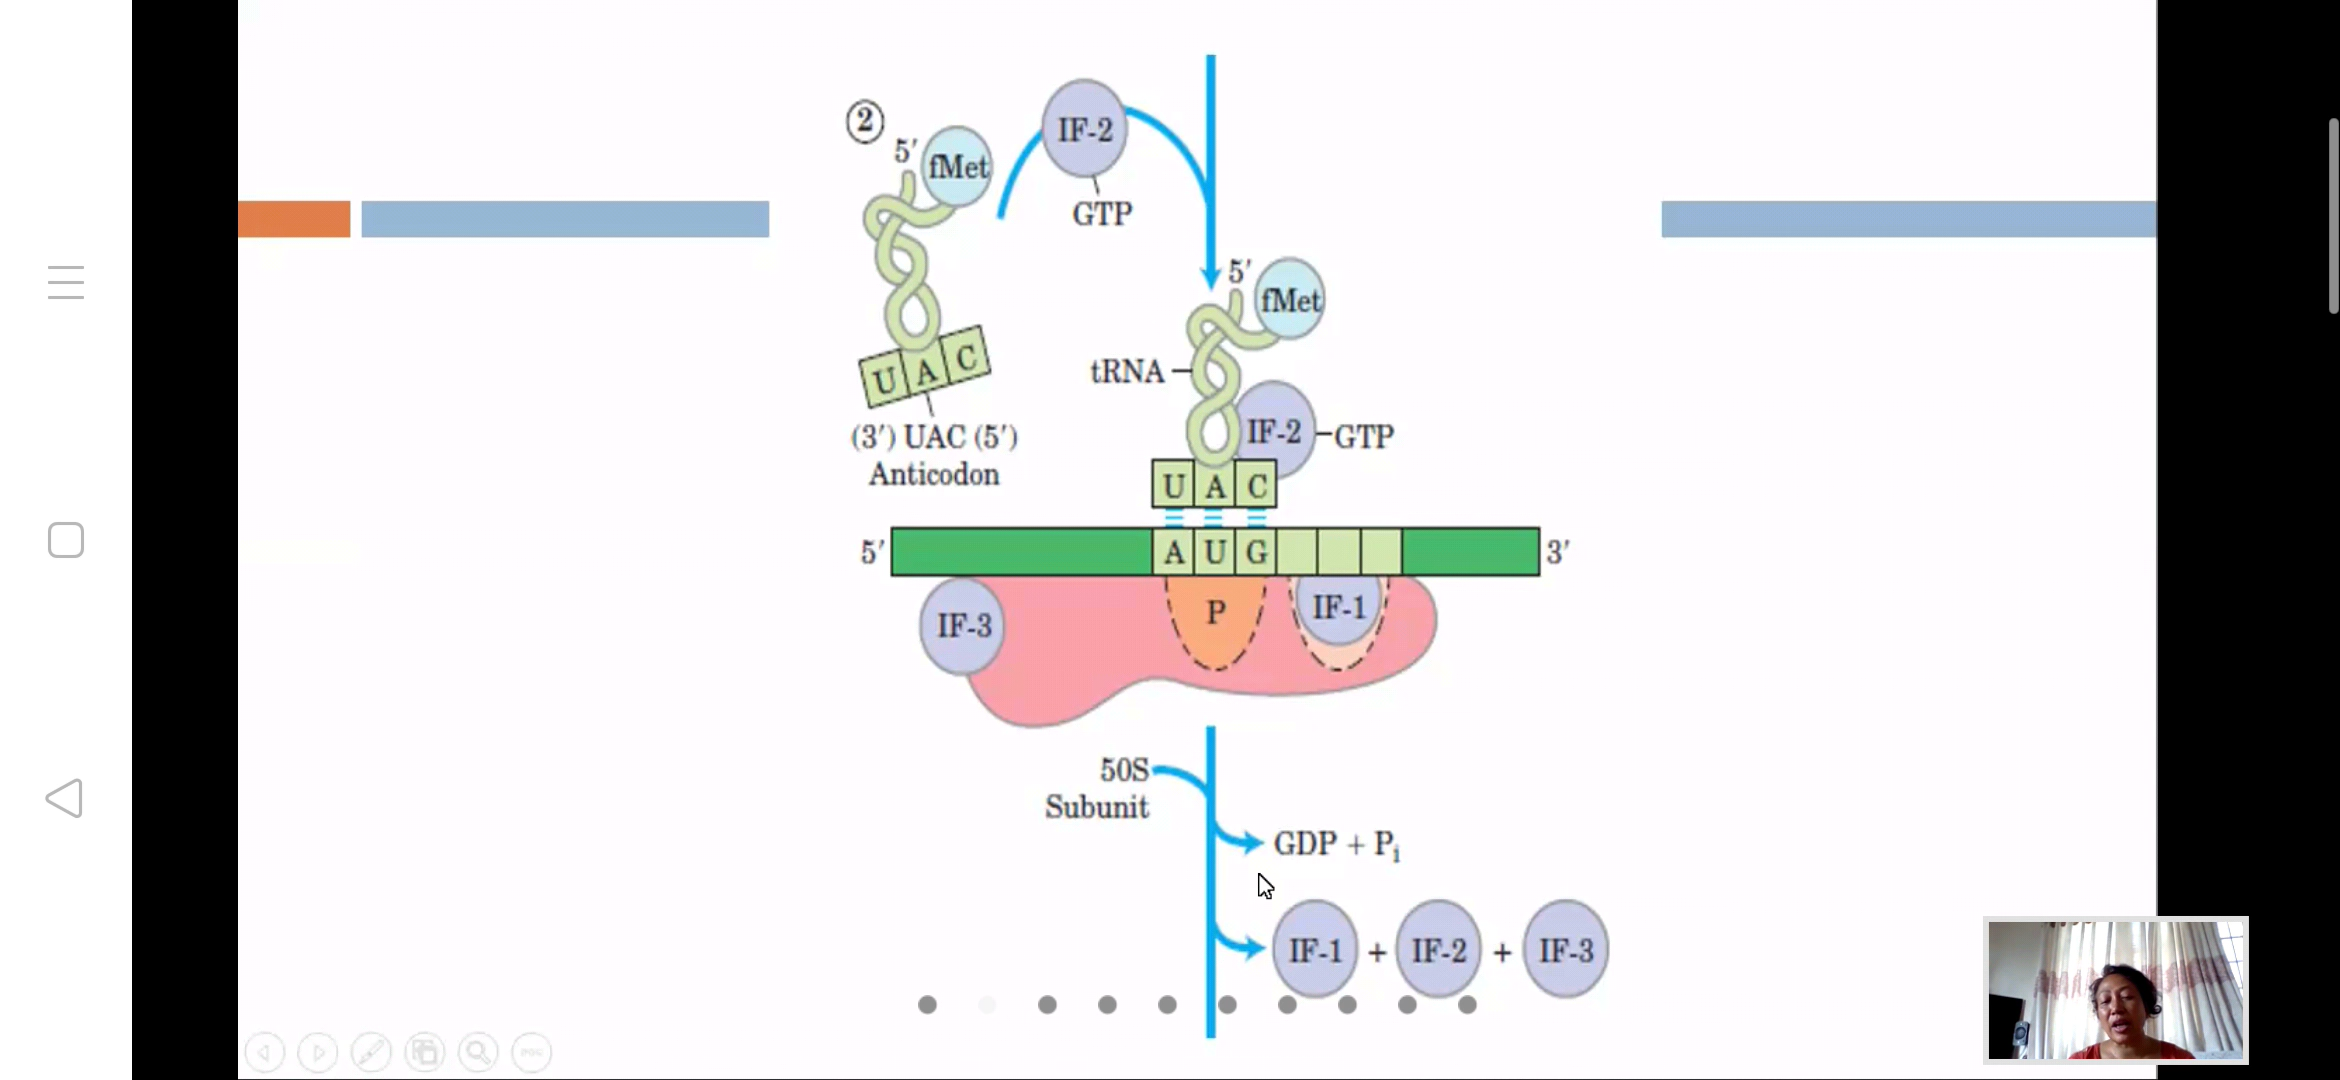 2
5′
fMet
IF-2
GTP
U A C
(3′) UAC (5′)
Anticodon
5′
fMet
tRNA
IF-2
GTP
U A C
5′
A U G
3′
IF-3
P
IF-1
50S
Subunit
GDP + Pi
IF-1 + IF-2 + IF-3